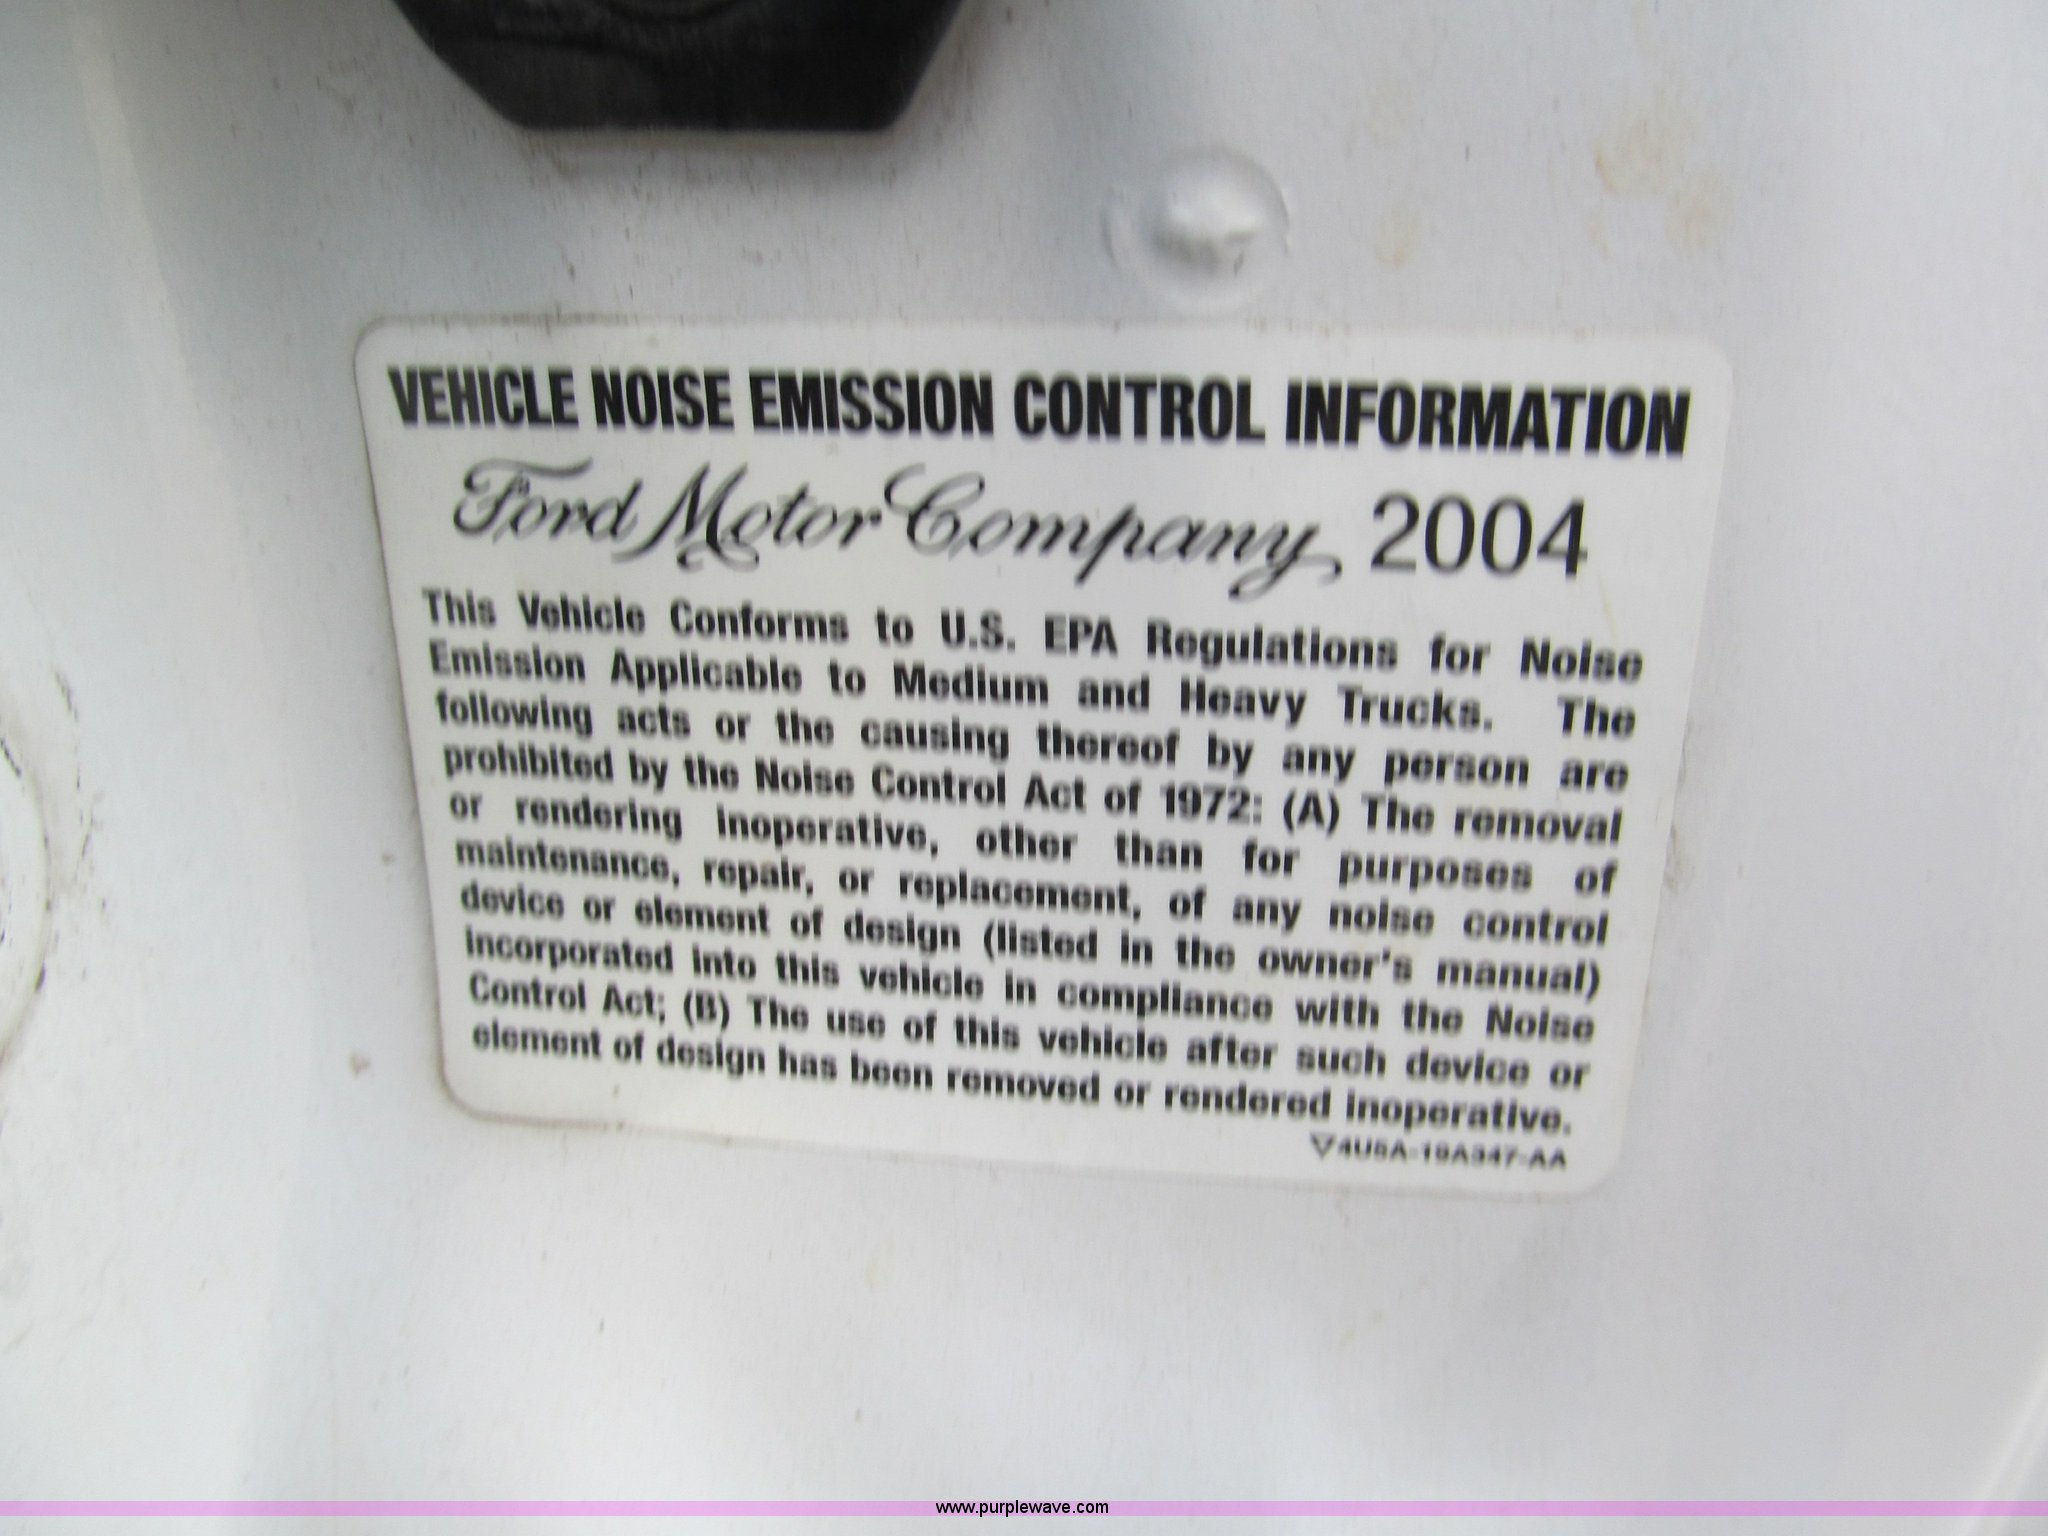 VEHICLE NOISE EMISSION CONTROL INFORMATION
Ford Motor Company, 2004
This Vehicle Conforms to U.S. EPA Regulations for Noise
Emission Applicable to Medium and Heavy Trucks. The
following acts or the causing thereof by any person are
prohibited by the Noise Control Act of 1972: (A) The removal
or rendering inoperative, other than for purposes of
maintenance, repair, or replacement, of any noise control
device or element of design (listed in the owner's manual)
incorporated into this vehicle in compliance with the Noise
Control Act; (B) The use of this vehicle after such device or
element of design has been removed or rendered inoperative.
▽4U5A-19A347-AA
www.purplewave.com